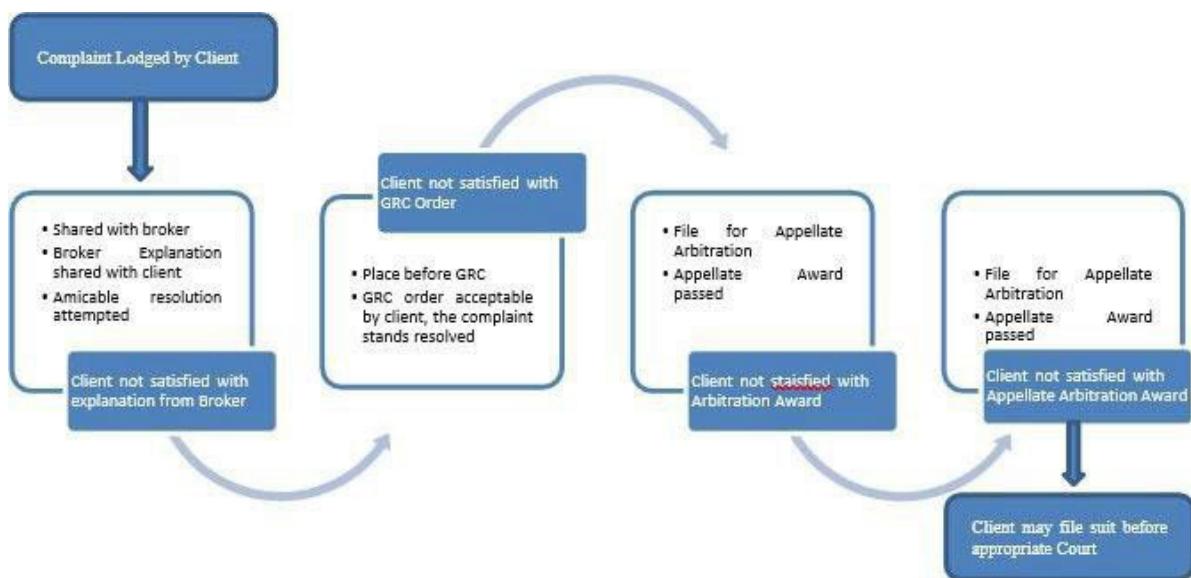 Complaint Lodged by Client
• Shared with broker
• Broker Explanation
shared with client
• Amicable resolution
attempted
Client not satisfied with
explanation from Broker
Client not satisfied with
GRC Order
• Place before GRC
• GRC order acceptable
by client, the complaint
stands resolved
• File for Appellate
Arbitration
• Appellate Award
passed
Client not staisfied with
Arbitration Award
• File for Appellate
Arbitration
• Appellate Award
passed
Client not satisfied with
Appellate Arbitration Award
Client may file suit before
appropriate Court